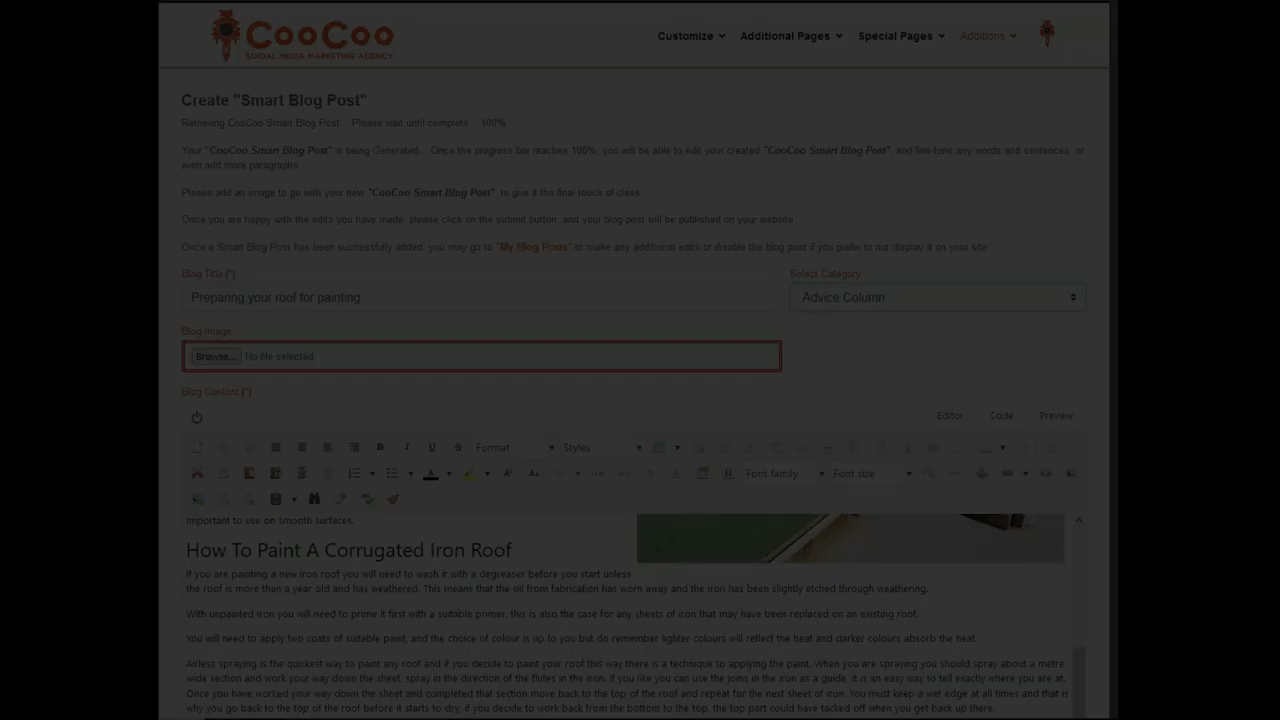 CooCoo
SOCIAL MEDIA MARKETING AGENCY
Customize Additional Pages Special Pages Additions
Create "Smart Blog Post"
Retrieving CooCoo Smart Blog Post... Please wait until complete... 100%
Your "CooCoo Smart Blog Post" is being Generated... Once the progress bar reaches 100%, you will be able to edit your created "CooCoo Smart Blog Post", and fine-tune any words and sentences, or
even add more paragraphs.
Please add an image to go with your new "CooCoo Smart Blog Post", to give it the final touch of class.
Once you are happy with the edits you have made, please click on the submit button, and your blog post will be published on your website.
Once a Smart Blog Post has been successfully added, you may go to "My Blog Posts" to make any additional edits or disable the blog post if you prefer to not display it on your site.
Blog Title (*) Select Category
Preparing your roof for painting Advice Column
Blog Image
Browse... No file selected.
Blog Content (*)
Editor Code Preview
Format Styles
Font family Font size
important to use on smooth surfaces.
How To Paint A Corrugated Iron Roof
If you are painting a new iron roof you will need to wash it with a degreaser before you start unless
the roof is more than a year old and has weathered. This means that the oil from fabrication has worn away and the iron has been slightly etched through weathering.
With unpainted iron you will need to prime it first with a suitable primer, this is also the case for any sheets of iron that may have been replaced on an existing roof.
You will need to apply two coats of suitable paint, and the choice of colour is up to you but do remember lighter colours will reflect the heat and darker colours absorb the heat.
Airless spraying is the quickest way to paint any roof and if you decide to paint your roof this way there is a technique to applying the paint. When you are spraying you should spray about a metre
wide section and work your way down the sheet, spray in the direction of the flutes in the iron, if you like you can use the joins in the iron as a guide, it is an easy way to tell exactly where you are at.
Once you have worked your way down the sheet and completed that section move back to the top of the roof and repeat for the next sheet of iron. You must keep a wet edge at all times and that is
why you go back to the top of the roof before it starts to dry, if you decide to work back from the bottom to the top, the top part could have tacked off when you get back up there.